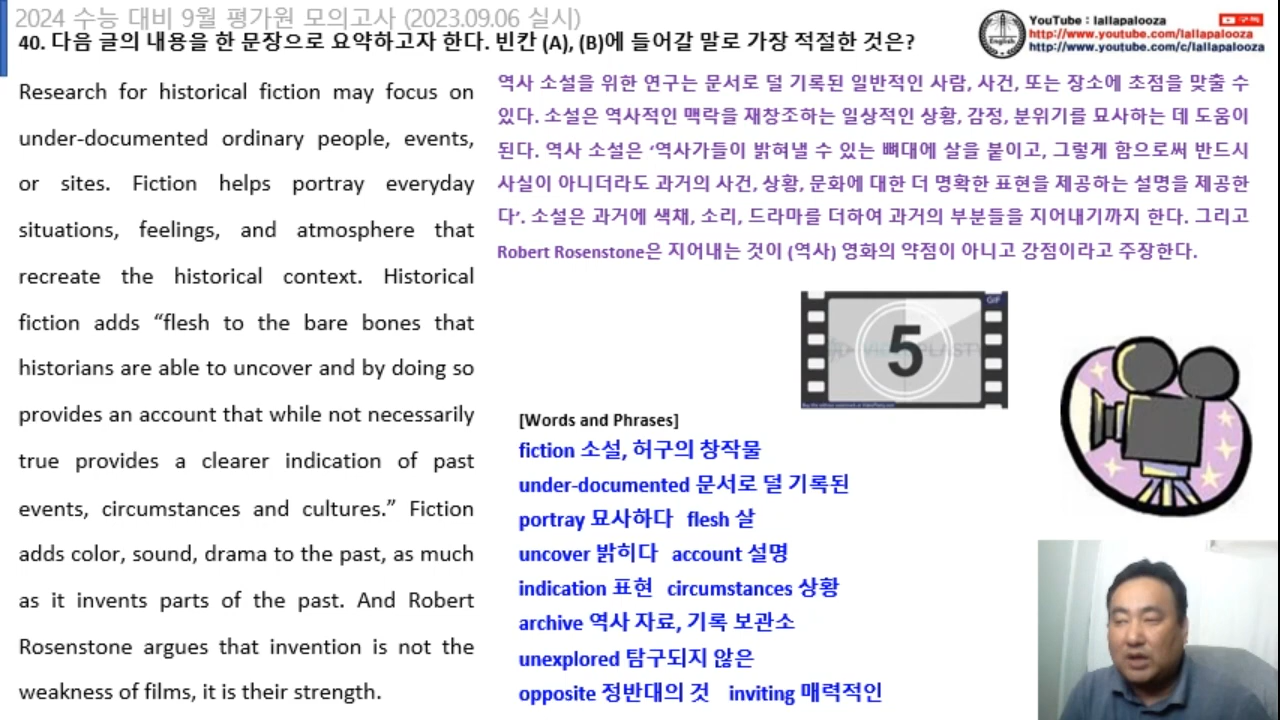 2024 수능 대비 9월 평가원 모의고사 (2023.09.06 실시)
40. 다음 글의 내용을 한 문장으로 요약하고자 한다. 빈칸 (A), (B)에 들어갈 말로 가장 적절한 것은?
YouTube : lallapalooza
구독
http://www.youtube.com/lallapalooza
http://www.youtube.com/c/lallapalooza
English
Research for historical fiction may focus on
under-documented ordinary people, events,
or sites. Fiction helps portray everyday
situations, feelings, and atmosphere that
recreate the historical context. Historical
fiction adds “flesh to the bare bones that
historians are able to uncover and by doing so
provides an account that while not necessarily
true provides a clearer indication of past
events, circumstances and cultures.” Fiction
adds color, sound, drama to the past, as much
as it invents parts of the past. And Robert
Rosenstone argues that invention is not the
weakness of films, it is their strength.
역사 소설을 위한 연구는 문서로 덜 기록된 일반적인 사람, 사건, 또는 장소에 초점을 맞출 수
있다. 소설은 역사적인 맥락을 재창조하는 일상적인 상황, 감정, 분위기를 묘사하는 데 도움이
된다. 역사 소설은 ‘역사가들이 밝혀낼 수 있는 뼈대에 살을 붙이고, 그렇게 함으로써 반드시
사실이 아니더라도 과거의 사건, 상황, 문화에 대한 더 명확한 표현을 제공하는 설명을 제공한
다’. 소설은 과거에 색채, 소리, 드라마를 더하여 과거의 부분들을 지어내기까지 한다. 그리고
Robert Rosenstone은 지어내는 것이 (역사) 영화의 약점이 아니고 강점이라고 주장한다.
GIF
5
[Words and Phrases]
fiction 소설, 허구의 창작물
under-documented 문서로 덜 기록된
portray 묘사하다 flesh 살
uncover 밝히다 account 설명
indication 표현 circumstances 상황
archive 역사 자료, 기록 보관소
unexplored 탐구되지 않은
opposite 정반대의 것 inviting 매력적인